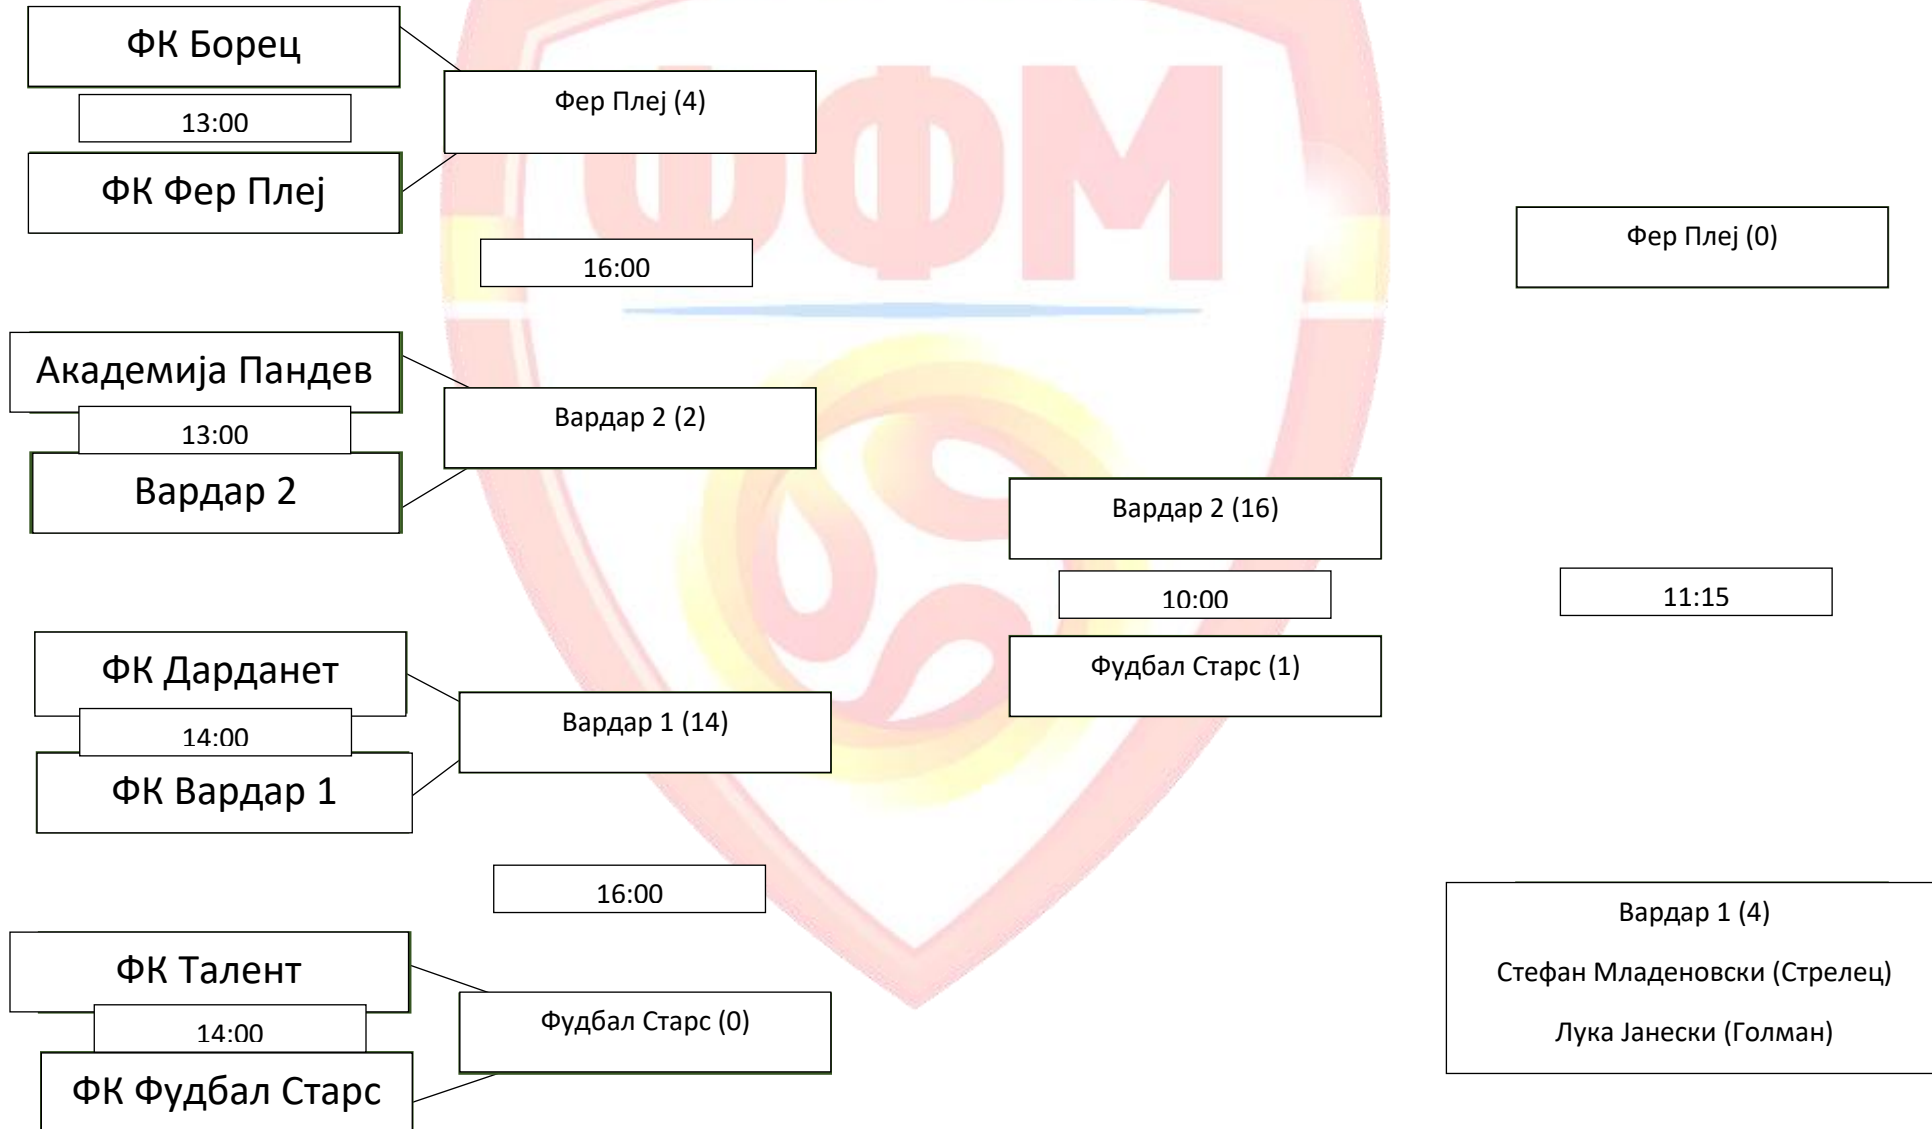 ФК Борец
13:00
ФК Фер Плеј
Фер Плеј (4)
16:00
Академија Пандев
13:00
Вардар 2
Вардар 2 (2)
ФК Дарданет
14:00
ФК Вардар 1
Вардар 1 (14)
16:00
ФК Талент
14:00
ФК Фудбал Старс
Фудбал Старс (0)
Вардар 2 (16)
10:00
Фудбал Старс (1)
Фер Плеј (0)
11:15
Вардар 1 (4)
Стефан Младеновски (Стрелец)
Лука Јанески (Голман)
ФФМ